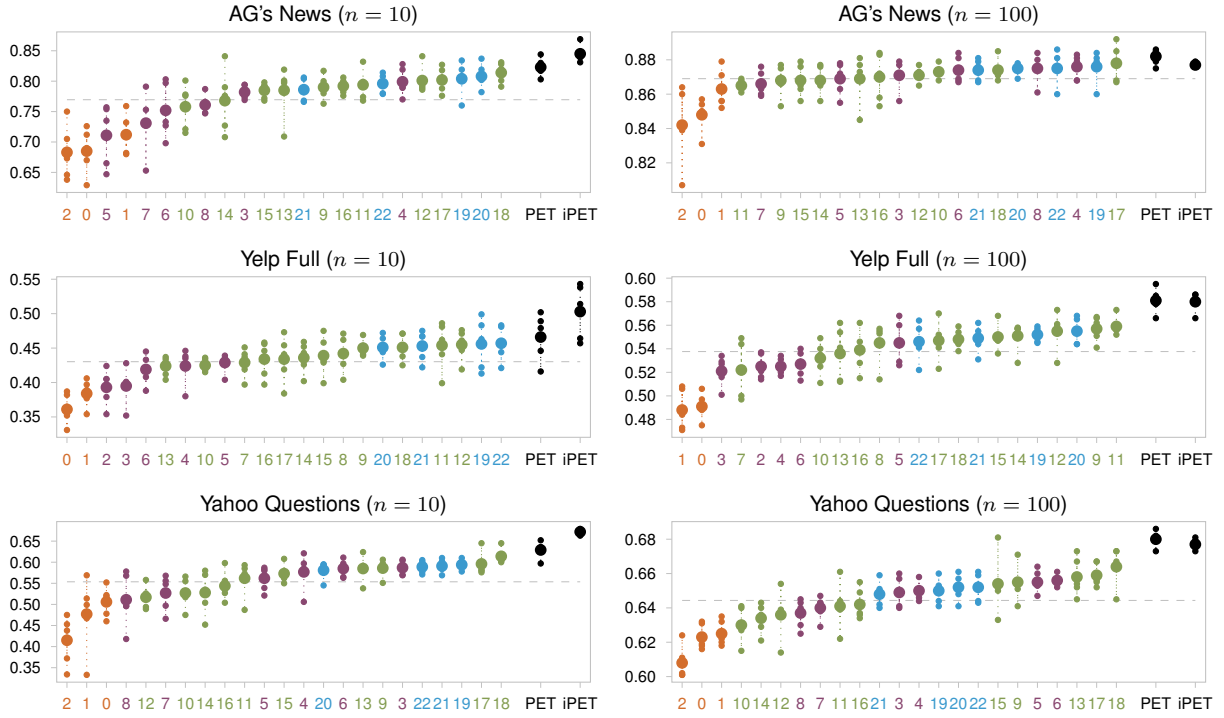 AG's News (n = 10)
0.85
0.80
0.75
0.70
0.65
2 0 5 1 7 6 10 8 14 3 15 13 21 9 16 11 22 4 12 17 19 20 18 PET iPET
AG's News (n = 100)
0.88
0.86
0.84
0.82
2 0 1 11 7 9 15 14 5 13 16 3 12 10 6 21 18 20 8 22 4 19 17 PET iPET
Yelp Full (n = 10)
0.55
0.50
0.45
0.40
0.35
0 1 2 3 6 13 4 10 5 7 16 17 14 15 8 9 20 18 21 11 12 19 22 PET iPET
Yelp Full (n = 100)
0.60
0.58
0.56
0.54
0.52
0.50
0.48
1 0 3 7 2 4 6 10 13 16 8 5 22 17 18 21 15 14 19 12 20 9 11 PET iPET
Yahoo Questions (n = 10)
0.65
0.60
0.55
0.50
0.45
0.40
0.35
2 1 0 8 12 7 10 14 16 11 5 15 4 20 6 13 9 3 22 21 19 17 18 PET iPET
Yahoo Questions (n = 100)
0.68
0.66
0.64
0.62
0.60
2 0 1 10 14 12 8 7 11 16 21 3 4 19 20 22 15 9 5 6 13 17 18 PET iPET